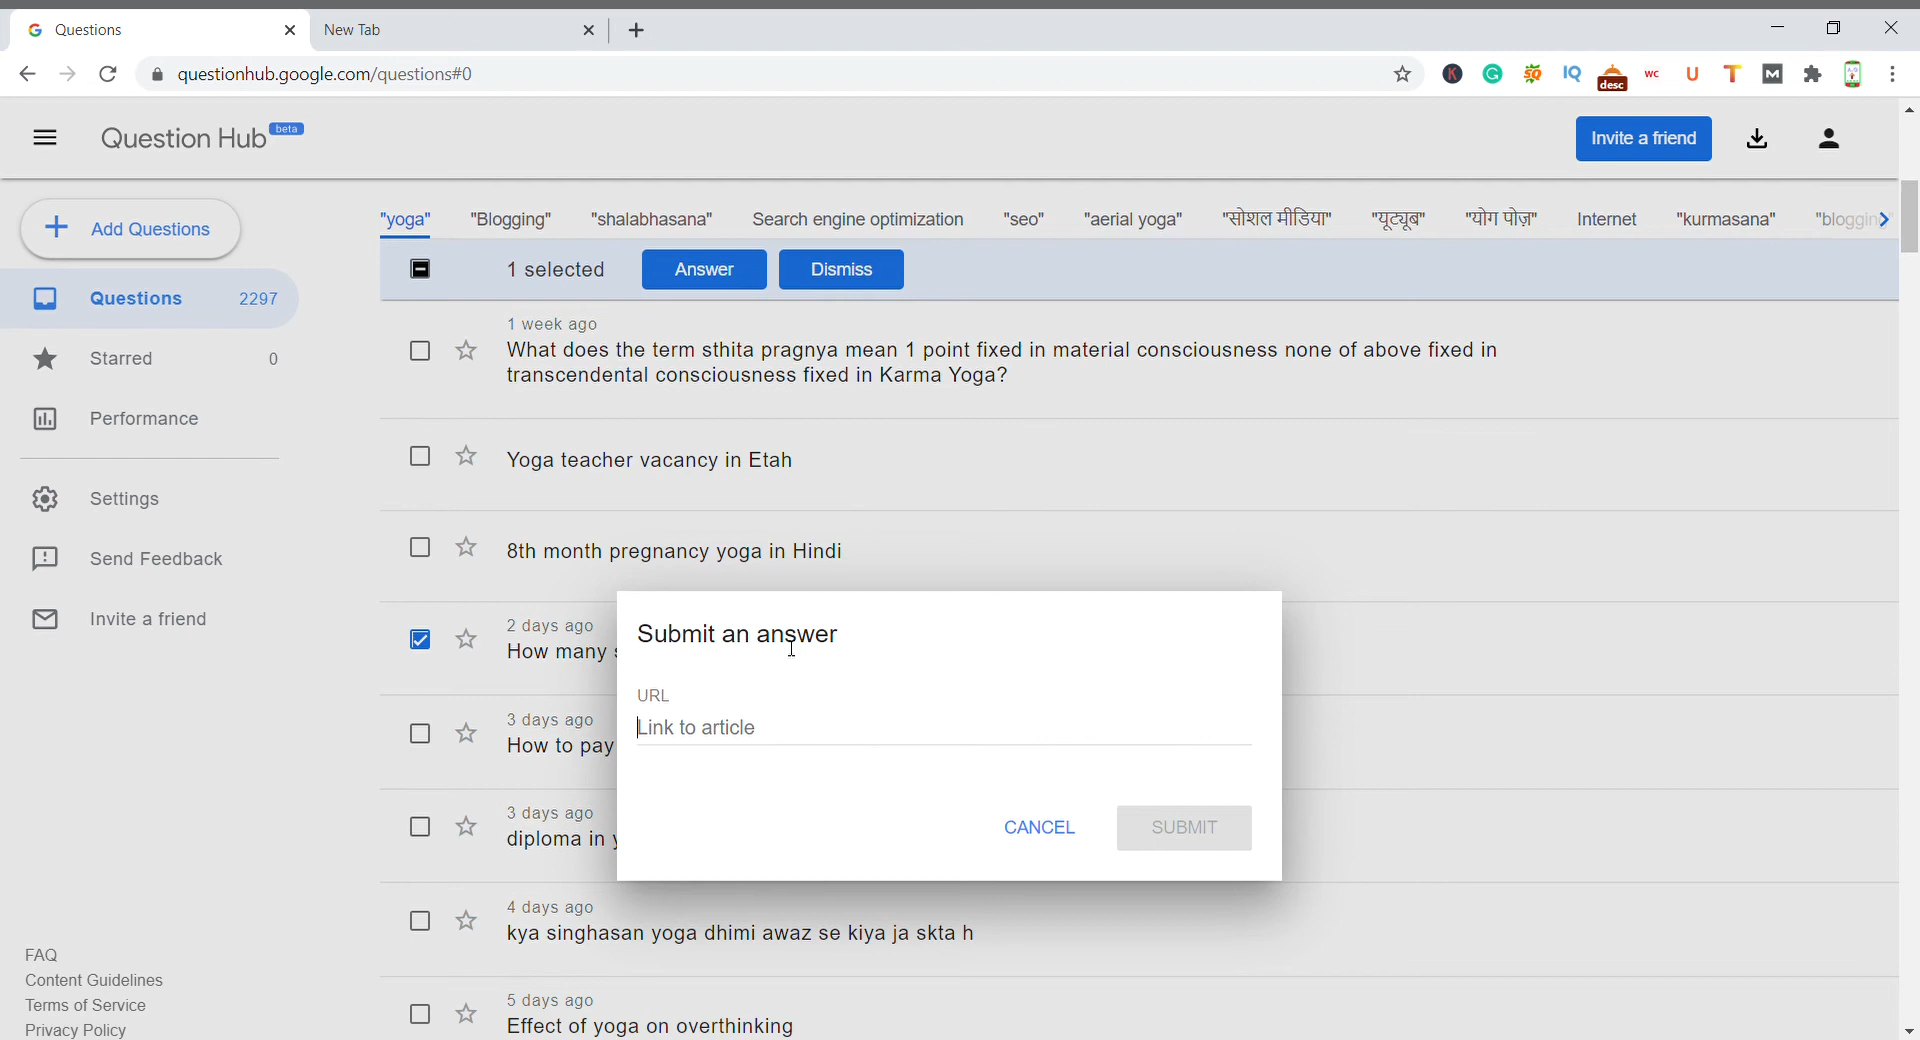 Questions
New Tab
questionhub.google.com/questions#0
K
G
SQ
IQ
desc
WC
U
T
M
Question Hub beta
Invite a friend
Add Questions
"yoga" "Blogging" "shalabhasana" Search engine optimization "seo" "aerial yoga" "सोशल मीडिया" "यूट्यूब" "योग पोज़" Internet "kurmasana" "blogging
Questions 2297
1 selected Answer Dismiss
Starred 0
Performance
Settings
Send Feedback
Invite a friend
1 week ago
What does the term sthita pragnya mean 1 point fixed in material consciousness none of above fixed in
transcendental consciousness fixed in Karma Yoga?
Yoga teacher vacancy in Etah
8th month pregnancy yoga in Hindi
2 days ago
How many
3 days ago
How to pay
3 days ago
diploma in
4 days ago
kya singhasan yoga dhimi awaz se kiya ja skta h
5 days ago
Effect of yoga on overthinking
Submit an answer
URL
Link to article
CANCEL SUBMIT
FAQ
Content Guidelines
Terms of Service
Privacy Policy